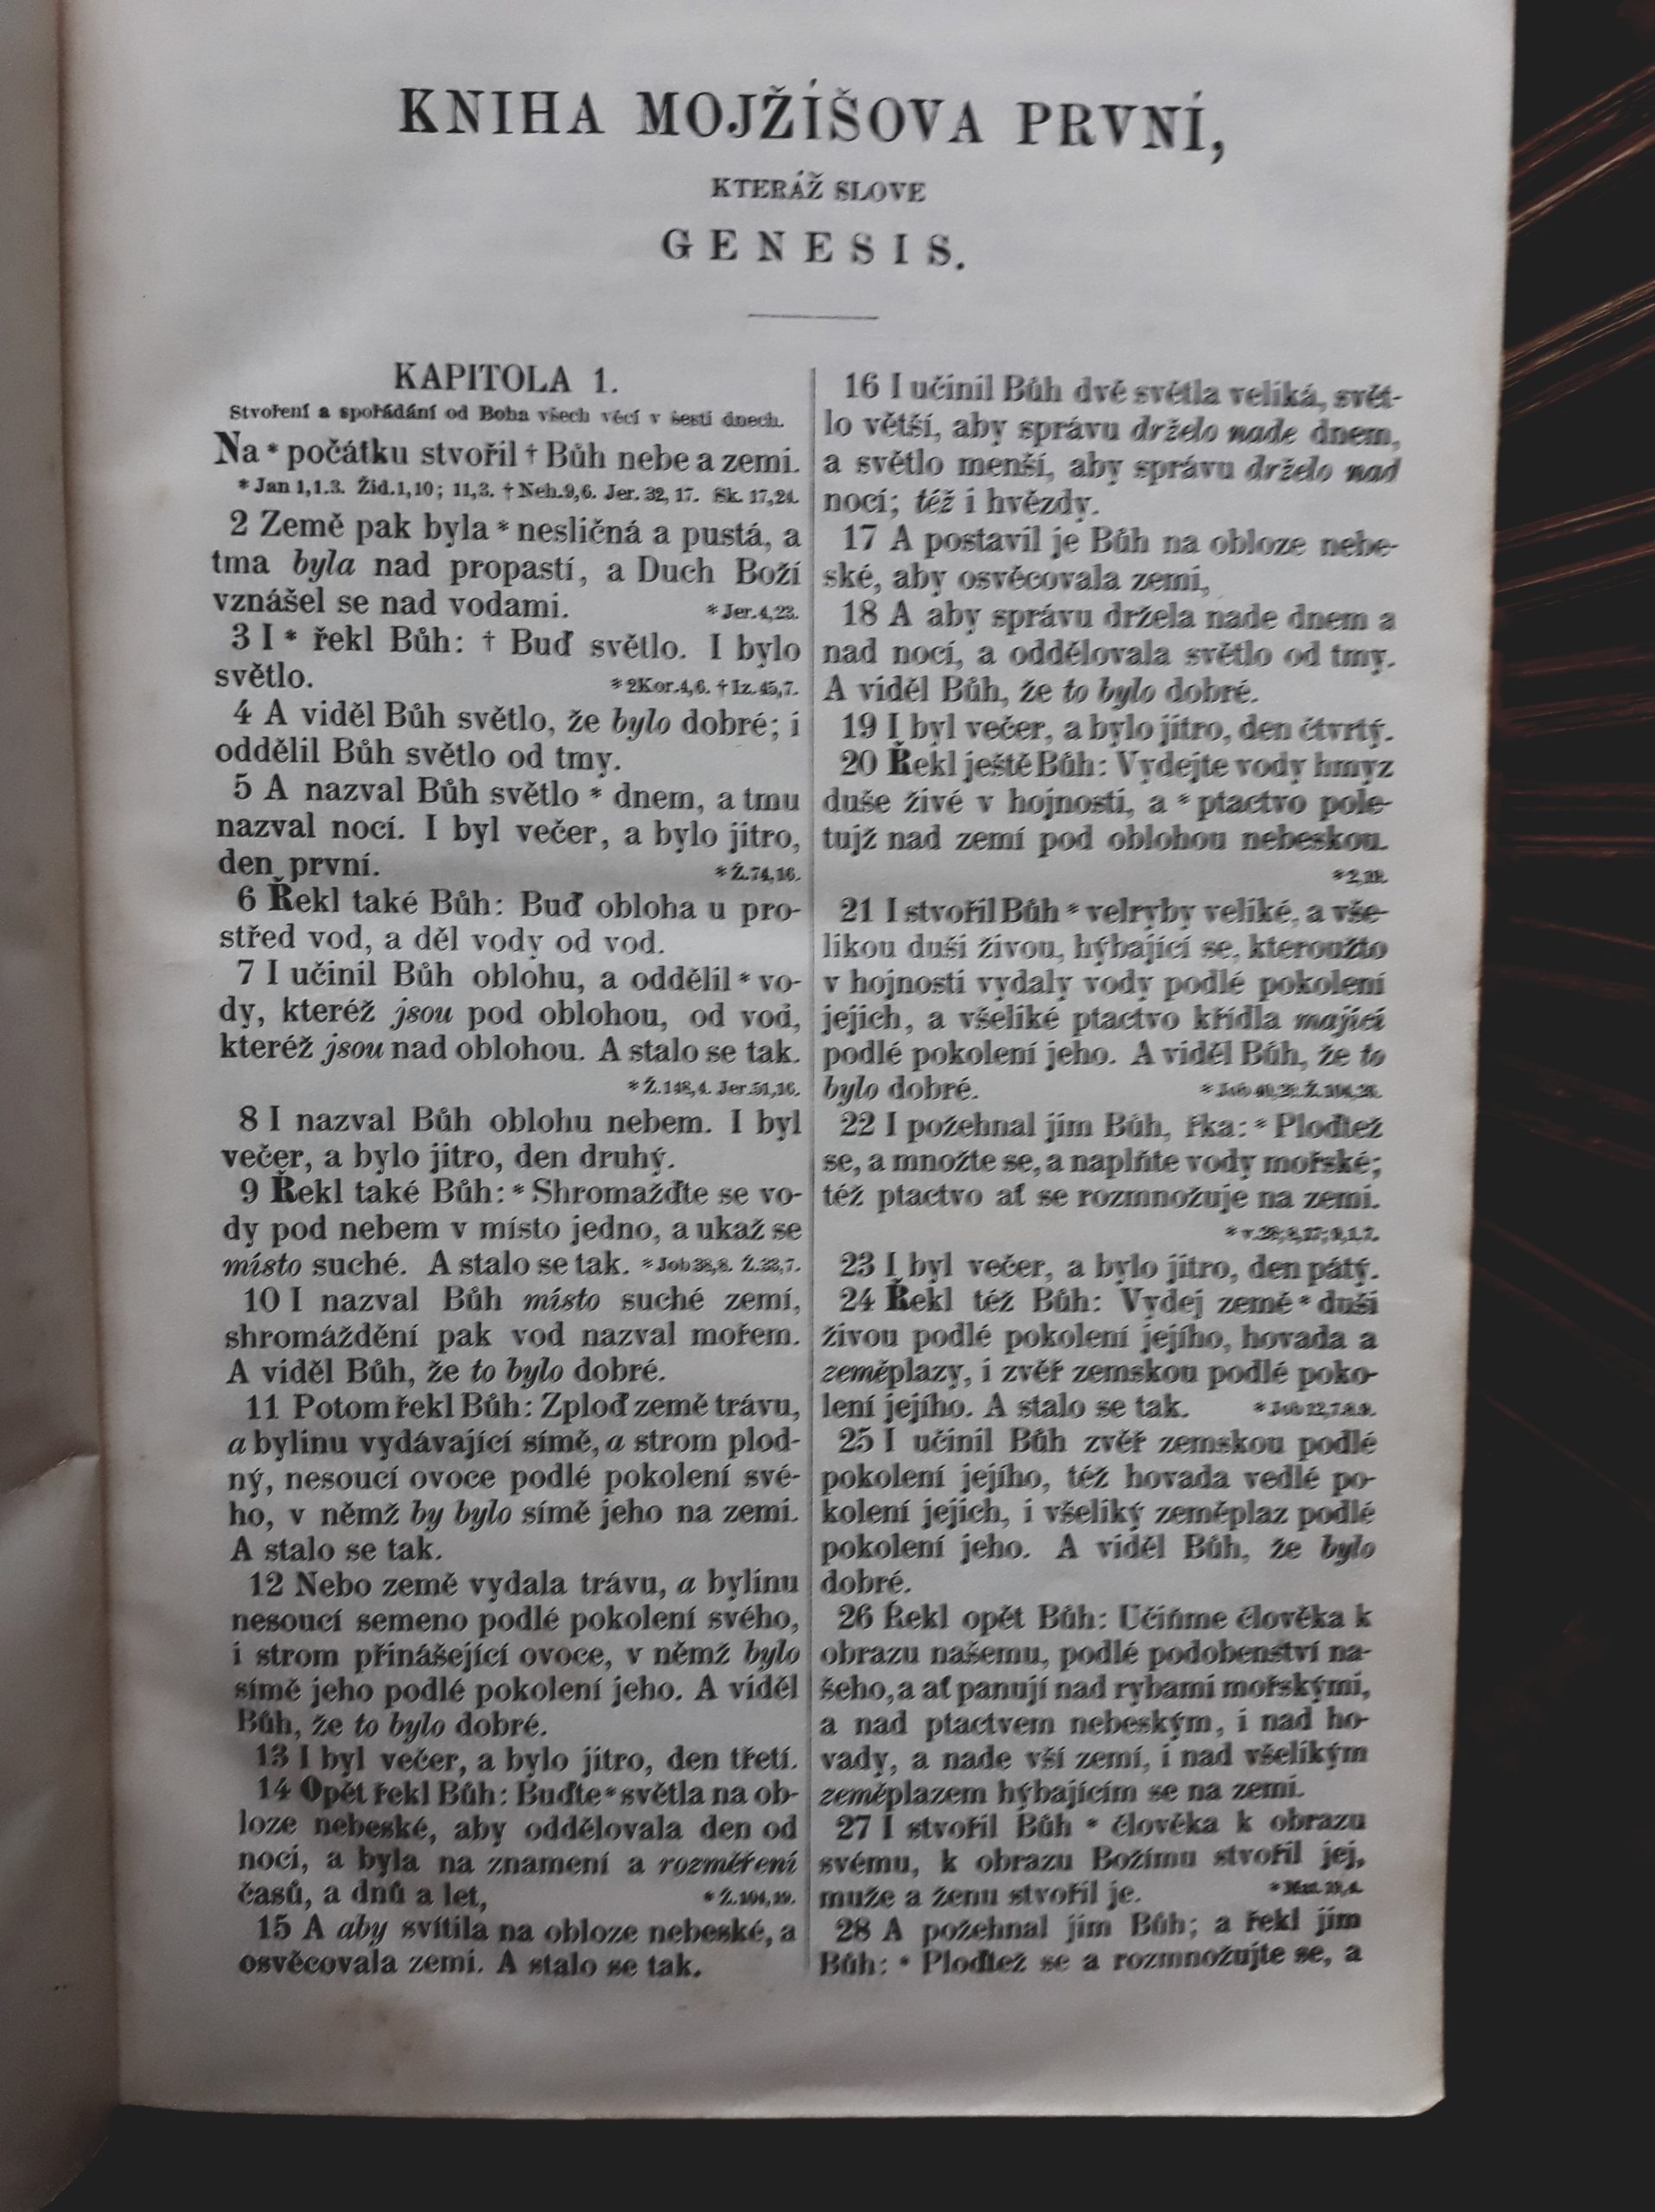 KNIHA MOJŽÍŠOVA PRVNÍ,
KTERÁŽ SLOVE
GENESIS.
KAPITOLA 1.
Stvoření a spořádání od Boha všech věcí v šesti dnech.
Na * počátku stvořil † Bůh nebe a zemi.
* Jan 1,1.3. Žid.1,10; 11,3. † Neh.9,6. Jer. 32, 17. Sk. 17,24.
2 Země pak byla * nesličná a pustá, a
tma byla nad propastí, a Duch Boží
vznášel se nad vodami. * Jer.4,23.
3 I * řekl Bůh: † Buď světlo. I bylo
světlo. * 2Kor.4,6. † Iz.45,7.
4 A viděl Bůh světlo, že bylo dobré; i
oddělil Bůh světlo od tmy.
5 A nazval Bůh světlo * dnem, a tmu
nazval nocí. I byl večer, a bylo jitro,
den první. * Ž.74,16.
6 Řekl také Bůh: Buď obloha u pro-
střed vod, a děl vody od vod.
7 I učinil Bůh oblohu, a oddělil * vo-
dy, kteréž jsou pod oblohou, od vod,
kteréž jsou nad oblohou. A stalo se tak.
* Ž.148,4. Jer.51,16.
8 I nazval Bůh oblohu nebem. I byl
večer, a bylo jitro, den druhý.
9 Řekl také Bůh: * Shromažďte se vo-
dy pod nebem v místo jedno, a ukaž se
místo suché. A stalo se tak. * Job 38,8. Ž.33,7.
10 I nazval Bůh místo suché zemí,
shromáždění pak vod nazval mořem.
A viděl Bůh, že to bylo dobré.
11 Potom řekl Bůh: Zploď země trávu,
a bylinu vydávající símě, a strom plod-
ný, nesoucí ovoce podlé pokolení své-
ho, v němž by bylo símě jeho na zemi.
A stalo se tak.
12 Nebo země vydala trávu, a bylinu
nesoucí semeno podlé pokolení svého,
i strom přinášející ovoce, v němž bylo
símě jeho podlé pokolení jeho. A viděl
Bůh, že to bylo dobré.
13 I byl večer, a bylo jitro, den třetí.
14 Opět řekl Bůh: Buďte * světla na ob-
loze nebeské, aby oddělovala den od
noci, a byla na znamení a rozměření
časů, a dnů a let, * Ž.104,19.
15 A aby svítila na obloze nebeské, a
osvěcovala zemi. A stalo se tak.
16 I učinil Bůh dvě světla veliká, svět-
lo větší, aby správu drželo nade dnem,
a světlo menší, aby správu drželo nad
nocí; též i hvězdy.
17 A postavil je Bůh na obloze nebe-
ské, aby osvěcovala zemi,
18 A aby správu držela nade dnem a
nad nocí, a oddělovala světlo od tmy.
A viděl Bůh, že to bylo dobré.
19 I byl večer, a bylo jitro, den čtvrtý.
20 Řekl ještě Bůh: Vydejte vody hmyz
duše živé v hojnosti, a * ptactvo pole-
tujž nad zemí pod oblohou nebeskou.
21 I stvořil Bůh * velryby veliké, a vše-
likou duši živou, hýbající se, kteroužto
v hojnosti vydaly vody podlé pokolení
jejich, a všeliké ptactvo křídla mající
podlé pokolení jeho. A viděl Bůh, že to
bylo dobré.
22 I požehnal jim Bůh, řka: * Ploďtež
se, a množte se, a naplňte vody mořské;
též ptactvo ať se rozmnožuje na zemi.
23 I byl večer, a bylo jitro, den pátý.
24 Řekl též Bůh: Vydej země * duši
živou podlé pokolení jejího, hovada a
zeměplazy, i zvěř zemskou podlé poko-
lení jejího. A stalo se tak. * Job 12,7.8.9.
25 I učinil Bůh zvěř zemskou podlé
pokolení jejího, též hovada vedlé po-
kolení jejich, i všeliký zeměplaz podlé
pokolení jeho. A viděl Bůh, že bylo
dobré.
26 Řekl opět Bůh: Učiňme člověka k
obrazu našemu, podlé podobenství na-
šeho, a ať panují nad rybami mořskými,
a nad ptactvem nebeským, i nad ho-
vady, a nade vší zemí, i nad všelikým
zeměplazem hýbajícím se na zemi.
27 I stvořil Bůh * člověka k obrazu
svému, k obrazu Božímu stvořil jej,
muže a ženu stvořil je. * Mat. 19,4.
28 A požehnal jim Bůh; a řekl jim
Bůh: * Ploďtež se a rozmnožujte se, a